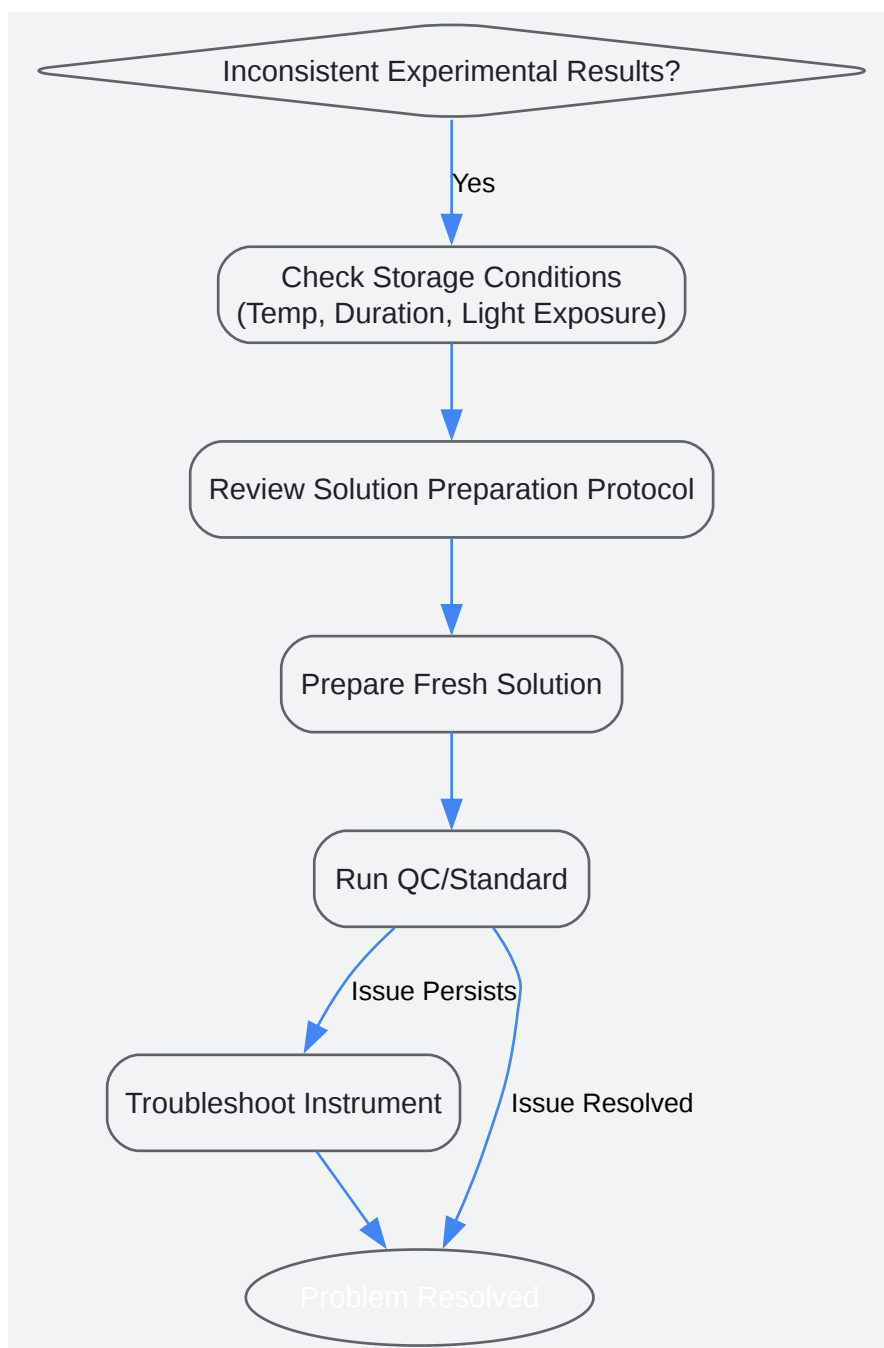 Inconsistent Experimental Results?
Yes
Check Storage Conditions
(Temp, Duration, Light Exposure)
Review Solution Preparation Protocol
Prepare Fresh Solution
Run QC/Standard
Issue Persists
Troubleshoot Instrument
Issue Resolved
Problem Resolved